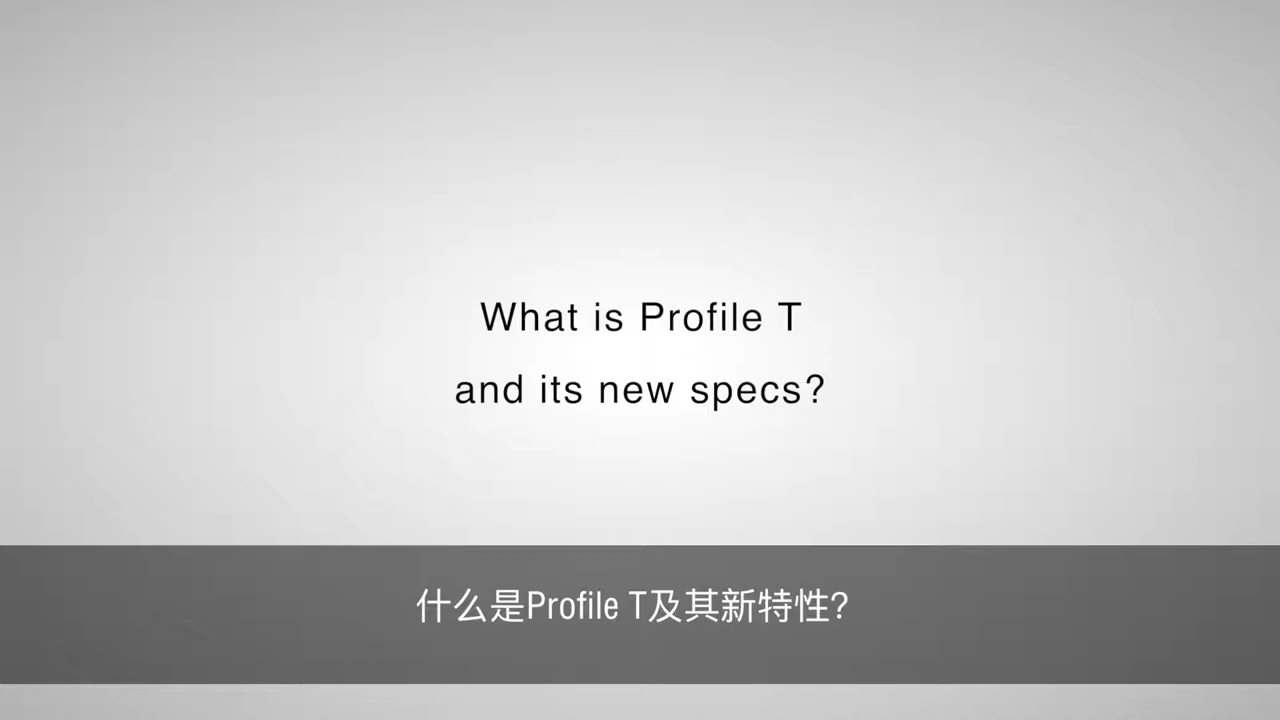 What is Profile T
and its new specs?
什么是Profile T及其新特性?